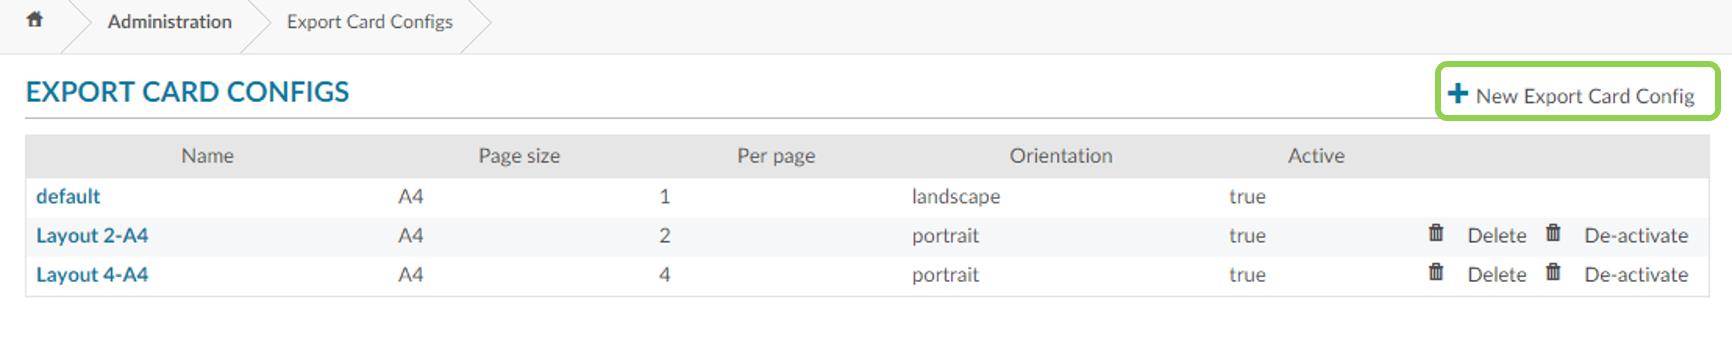 Administration Export Card Configs
EXPORT CARD CONFIGS
New Export Card Config
Name Page size Per page Orientation Active
default A4 1 landscape true
Layout 2-A4 A4 2 portrait true Delete De-activate
Layout 4-A4 A4 4 portrait true Delete De-activate